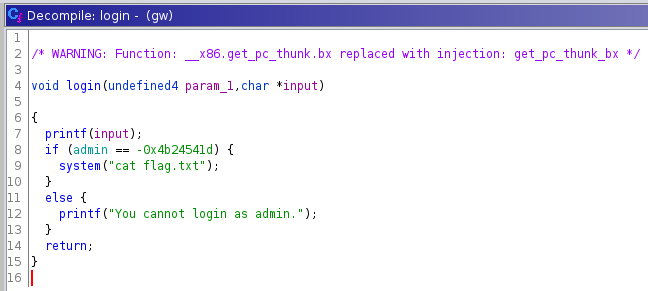 Decompile: login - (gw)
1
2 /* WARNING: Function: __x86.get_pc_thunk.bx replaced with injection: get_pc_thunk_bx */
3
4 void login(undefined4 param_1,char *input)
5
6 {
7   printf(input);
8   if (admin == -0x4b24541d) {
9     system("cat flag.txt");
10   }
11   else {
12     printf("You cannot login as admin.");
13   }
14   return;
15 }
16